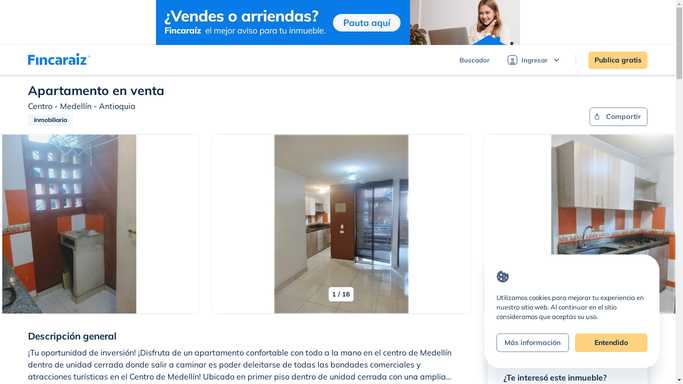 ¿Vendes o arriendas?
Fincaraíz el mejor aviso para tu inmueble.
Pauta aquí
Fincaraíz
Buscador
Ingresar
Publica gratis
Apartamento en venta
Centro - Medellín - Antioquia
Inmobiliaria
Compartir
1 / 16
Utilizamos cookies para mejorar tu experiencia en
nuestro sitio web. Al continuar en el sitio
consideramos que aceptas su uso.
Más información
Entendido
Descripción general
¡Tu oportunidad de inversión! ¡Disfruta de un apartamento confortable con todo a la mano en el centro de Medellín
dentro de unidad cerrada donde salir a caminar es poder deleitarse de todas las bondades comerciales y
atracciones turísticas en el Centro de Medellín! Ubicado en primer piso dentro de unidad cerrada con una amplia...
¿Te interesó este inmueble?